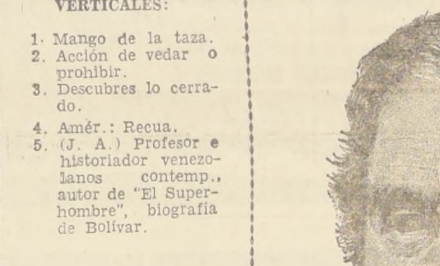 VERTICALES:
1. Mango de la taza.
2. Acción de vedar o
prohibir.
3. Descubres lo cerra-
do.
4. Amér.: Recua.
5. (J. A.) Profesor e
historiador venezo-
lanos contemp.,
autor de "El Super-
hombre", biografía
de Bolívar.